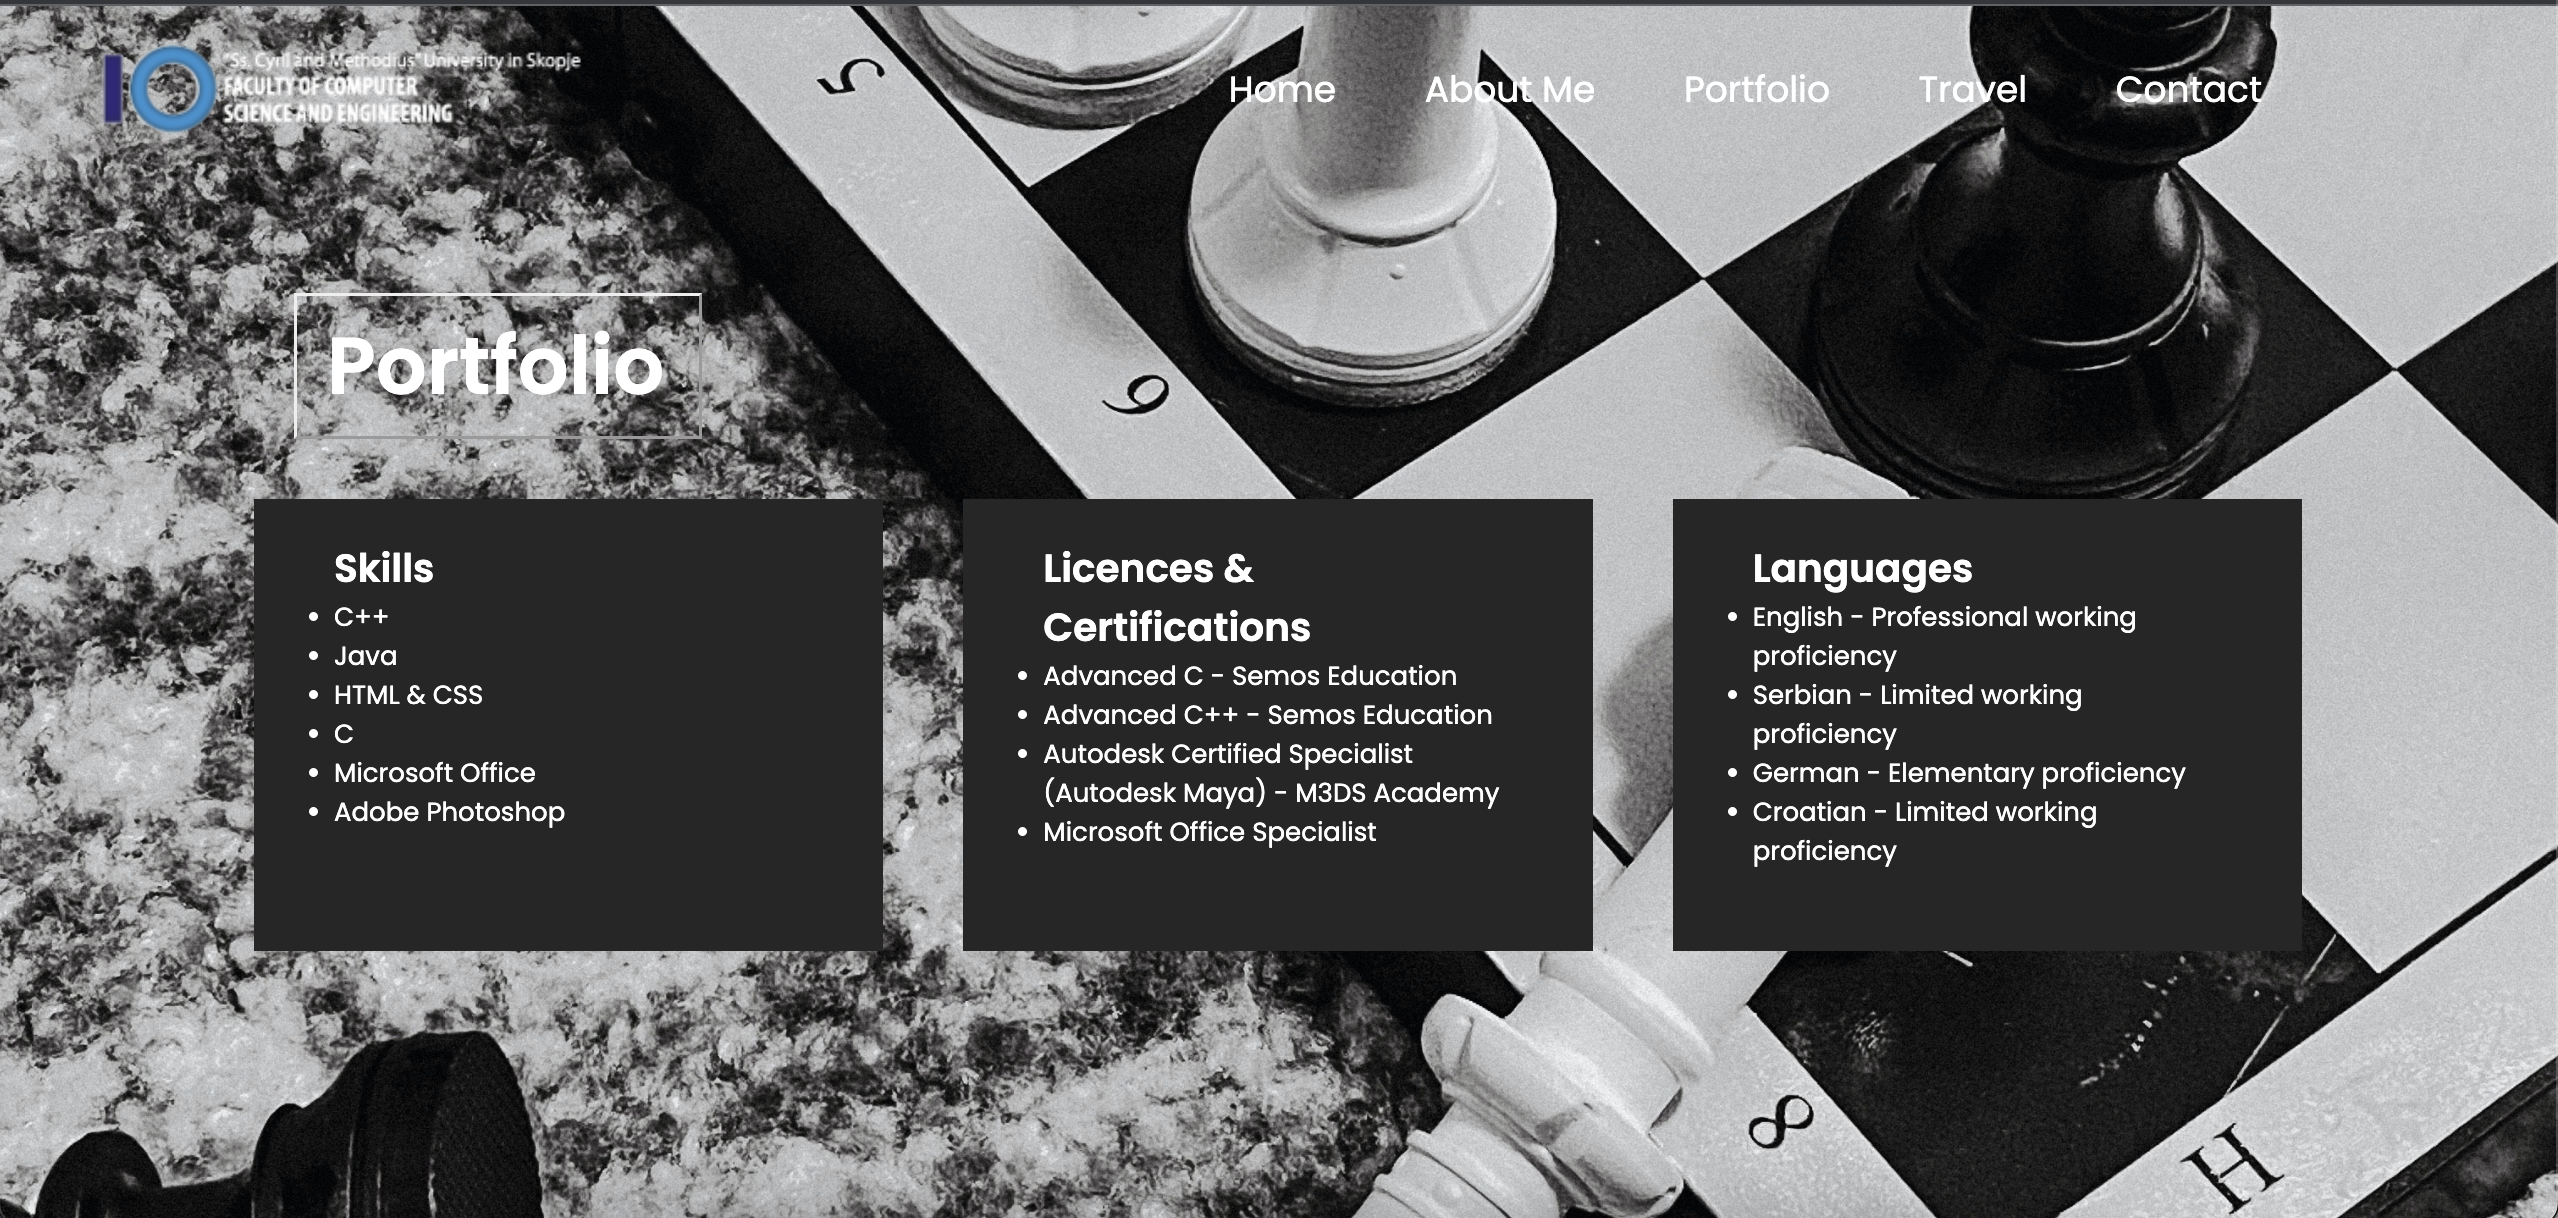 "Ss. Cyril and Methodius" University in Skopje
FACULTY OF COMPUTER
SCIENCE AND ENGINEERING
Home
About Me
Portfolio
Travel
Contact
5
6
Portfolio
Skills
C++
Java
HTML & CSS
C
Microsoft Office
Adobe Photoshop
Licences &
Certifications
Advanced C - Semos Education
Advanced C++ - Semos Education
Autodesk Certified Specialist
(Autodesk Maya) - M3DS Academy
Microsoft Office Specialist
Languages
English - Professional working
proficiency
Serbian - Limited working
proficiency
German - Elementary proficiency
Croatian - Limited working
proficiency
8
H